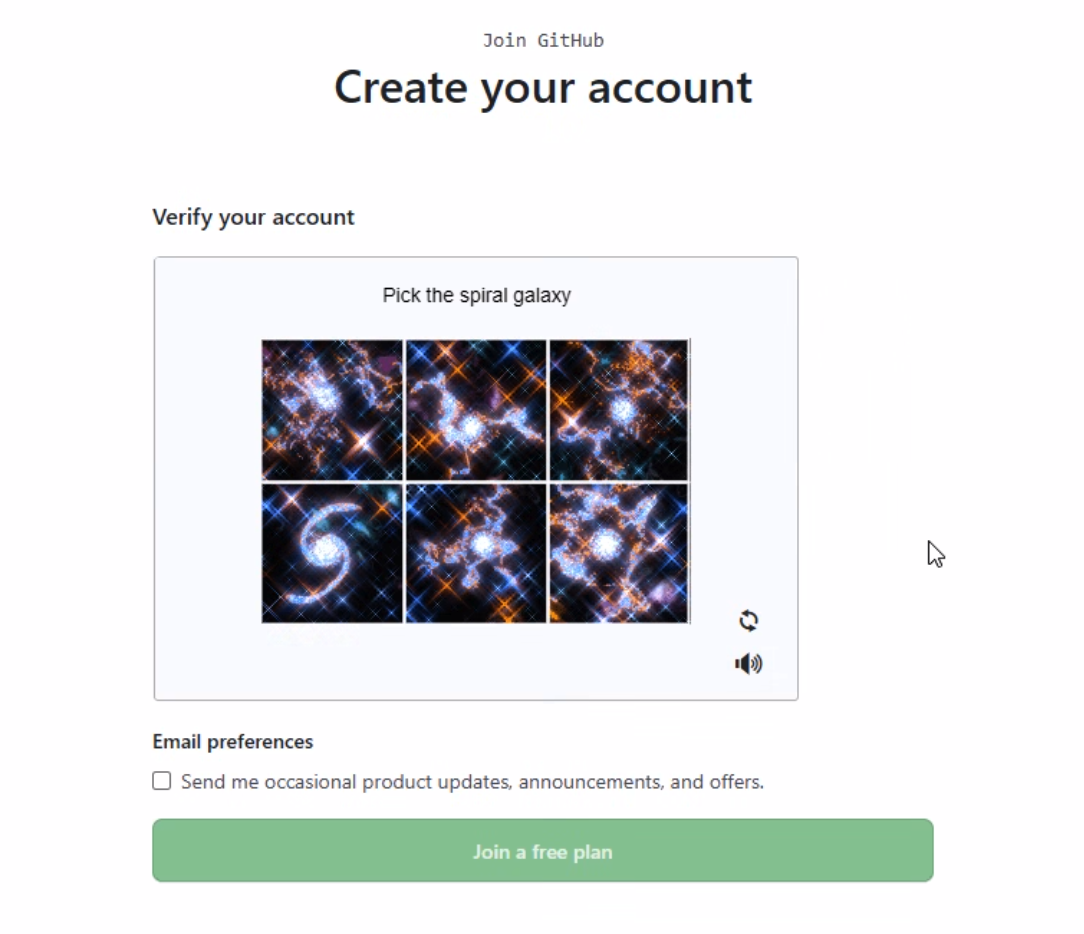 Join GitHub
Create your account
Verify your account
Pick the spiral galaxy
Email preferences
Send me occasional product updates, announcements, and offers.
Join a free plan